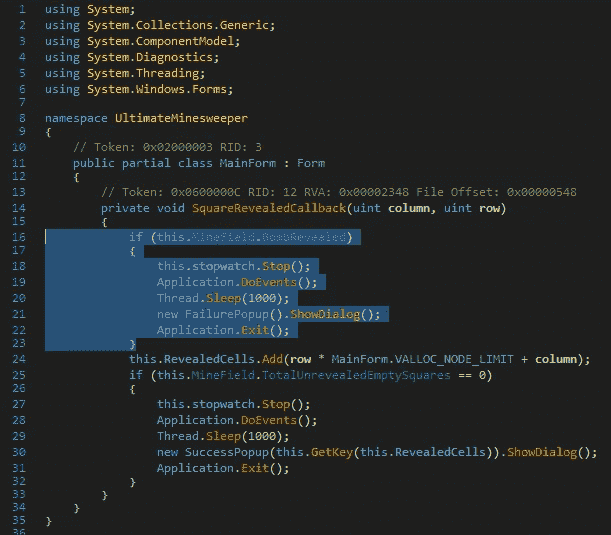 1 using System;
2 using System.Collections.Generic;
3 using System.ComponentModel;
4 using System.Diagnostics;
5 using System.Threading;
6 using System.Windows.Forms;
7
8 namespace UltimateMinesweeper
9 {
10 // Token: 0x02000003 RID: 3
11 public partial class MainForm : Form
12 {
13 // Token: 0x0600000C RID: 12 RVA: 0x00002348 File Offset: 0x00000548
14 private void SquareRevealedCallback(uint column, uint row)
15 {
16 if (this.MineField.BombRevealed)
17 {
18 this.stopwatch.Stop();
19 Application.DoEvents();
20 Thread.Sleep(1000);
21 new FailurePopup().ShowDialog();
22 Application.Exit();
23 }
24 this.RevealedCells.Add(row * MainForm.VALLOC_NODE_LIMIT + column);
25 if (this.MineField.TotalUnrevealedEmptySquares == 0)
26 {
27 this.stopwatch.Stop();
28 Application.DoEvents();
29 Thread.Sleep(1000);
30 new SuccessPopup(this.GetKey(this.RevealedCells)).ShowDialog();
31 Application.Exit();
32 }
33 }
34 }
35 }
36